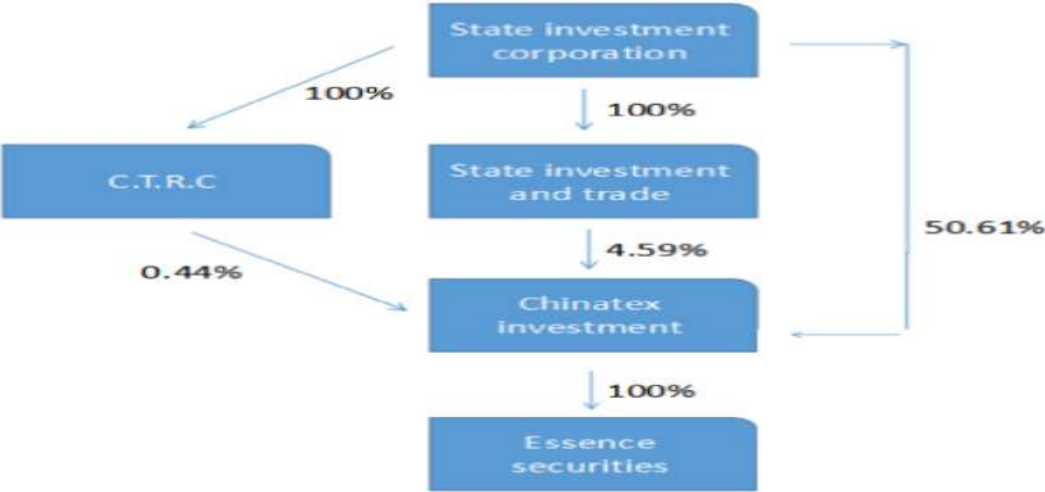 State investment
corporation
100%
100%
C.T.R.C
State investment
and trade
50.61%
0.44%
4.59%
Chinatex
investment
100%
Essence
securities